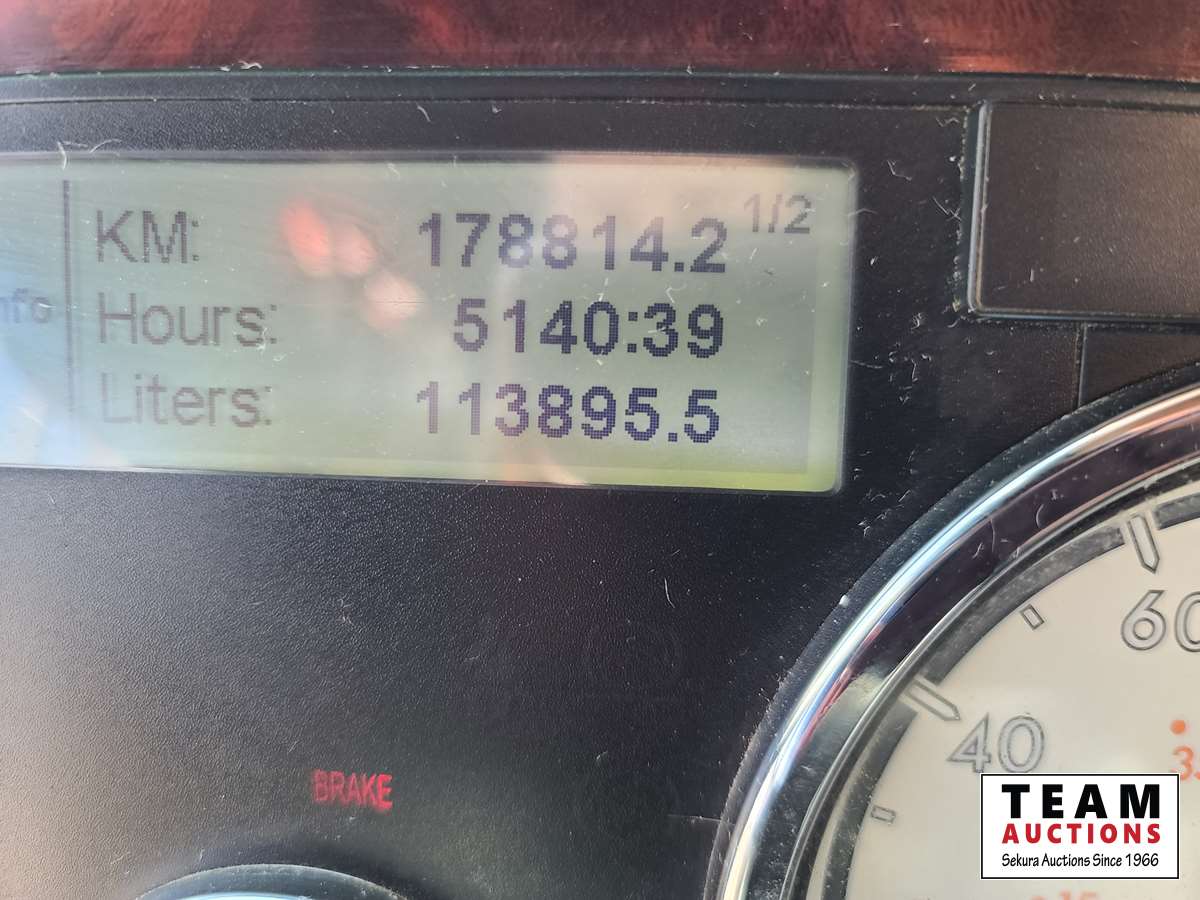 1/2
KM: 178814.2
nfo
Hours: 5140:39
Liters: 113895.5
60
40
BRAKE
TEAM
AUCTIONS
Sekura Auctions Since 1966